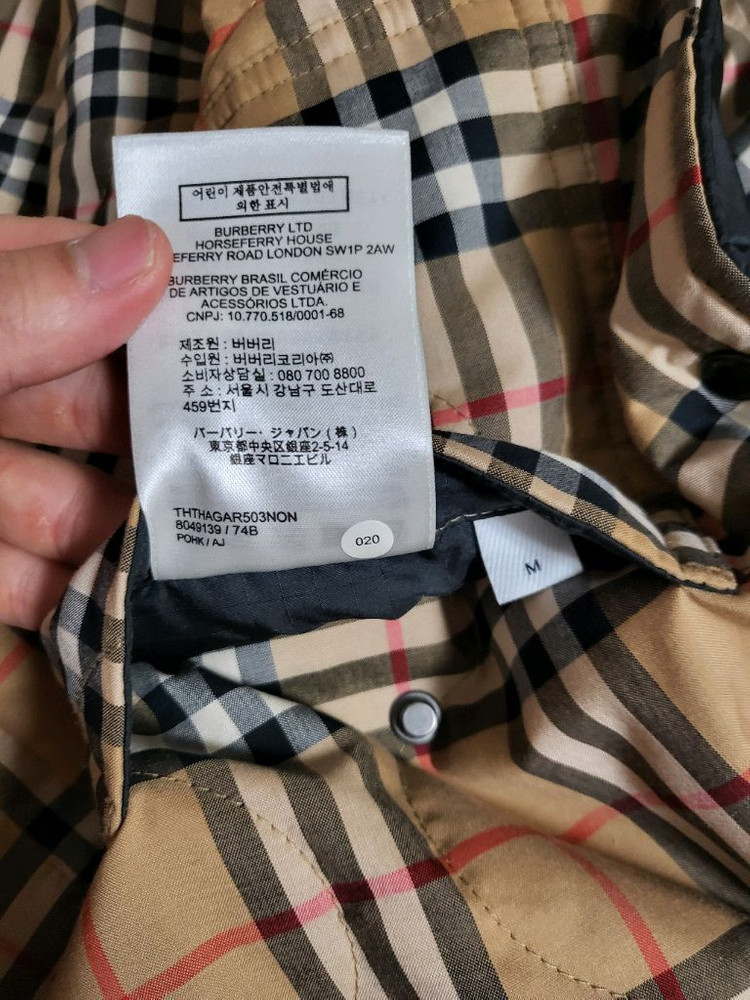 어린이 제품안전특별법에
의한 표시
BURBERRY LTD
HORSEFERRY HOUSE
EFERRY ROAD LONDON SW1P 2AW
BURBERRY BRASIL COMÉRCIO
DE ARTIGOS DE VESTUÁRIO E
ACESSÓRIOS LTDA.
CNPJ: 10.770.518/0001-68
제조원 : 버버리
수입원 : 버버리코리아㈜
소비자상담실 : 080 700 8800
주 소 : 서울시 강남구 도산대로
459번지
バーバリー・ジャパン (株)
東京都中央区銀座2-5-14
銀座マロニエビル
THTHAGAR503NON
8049139 / 74B
POHK / AJ
020
M